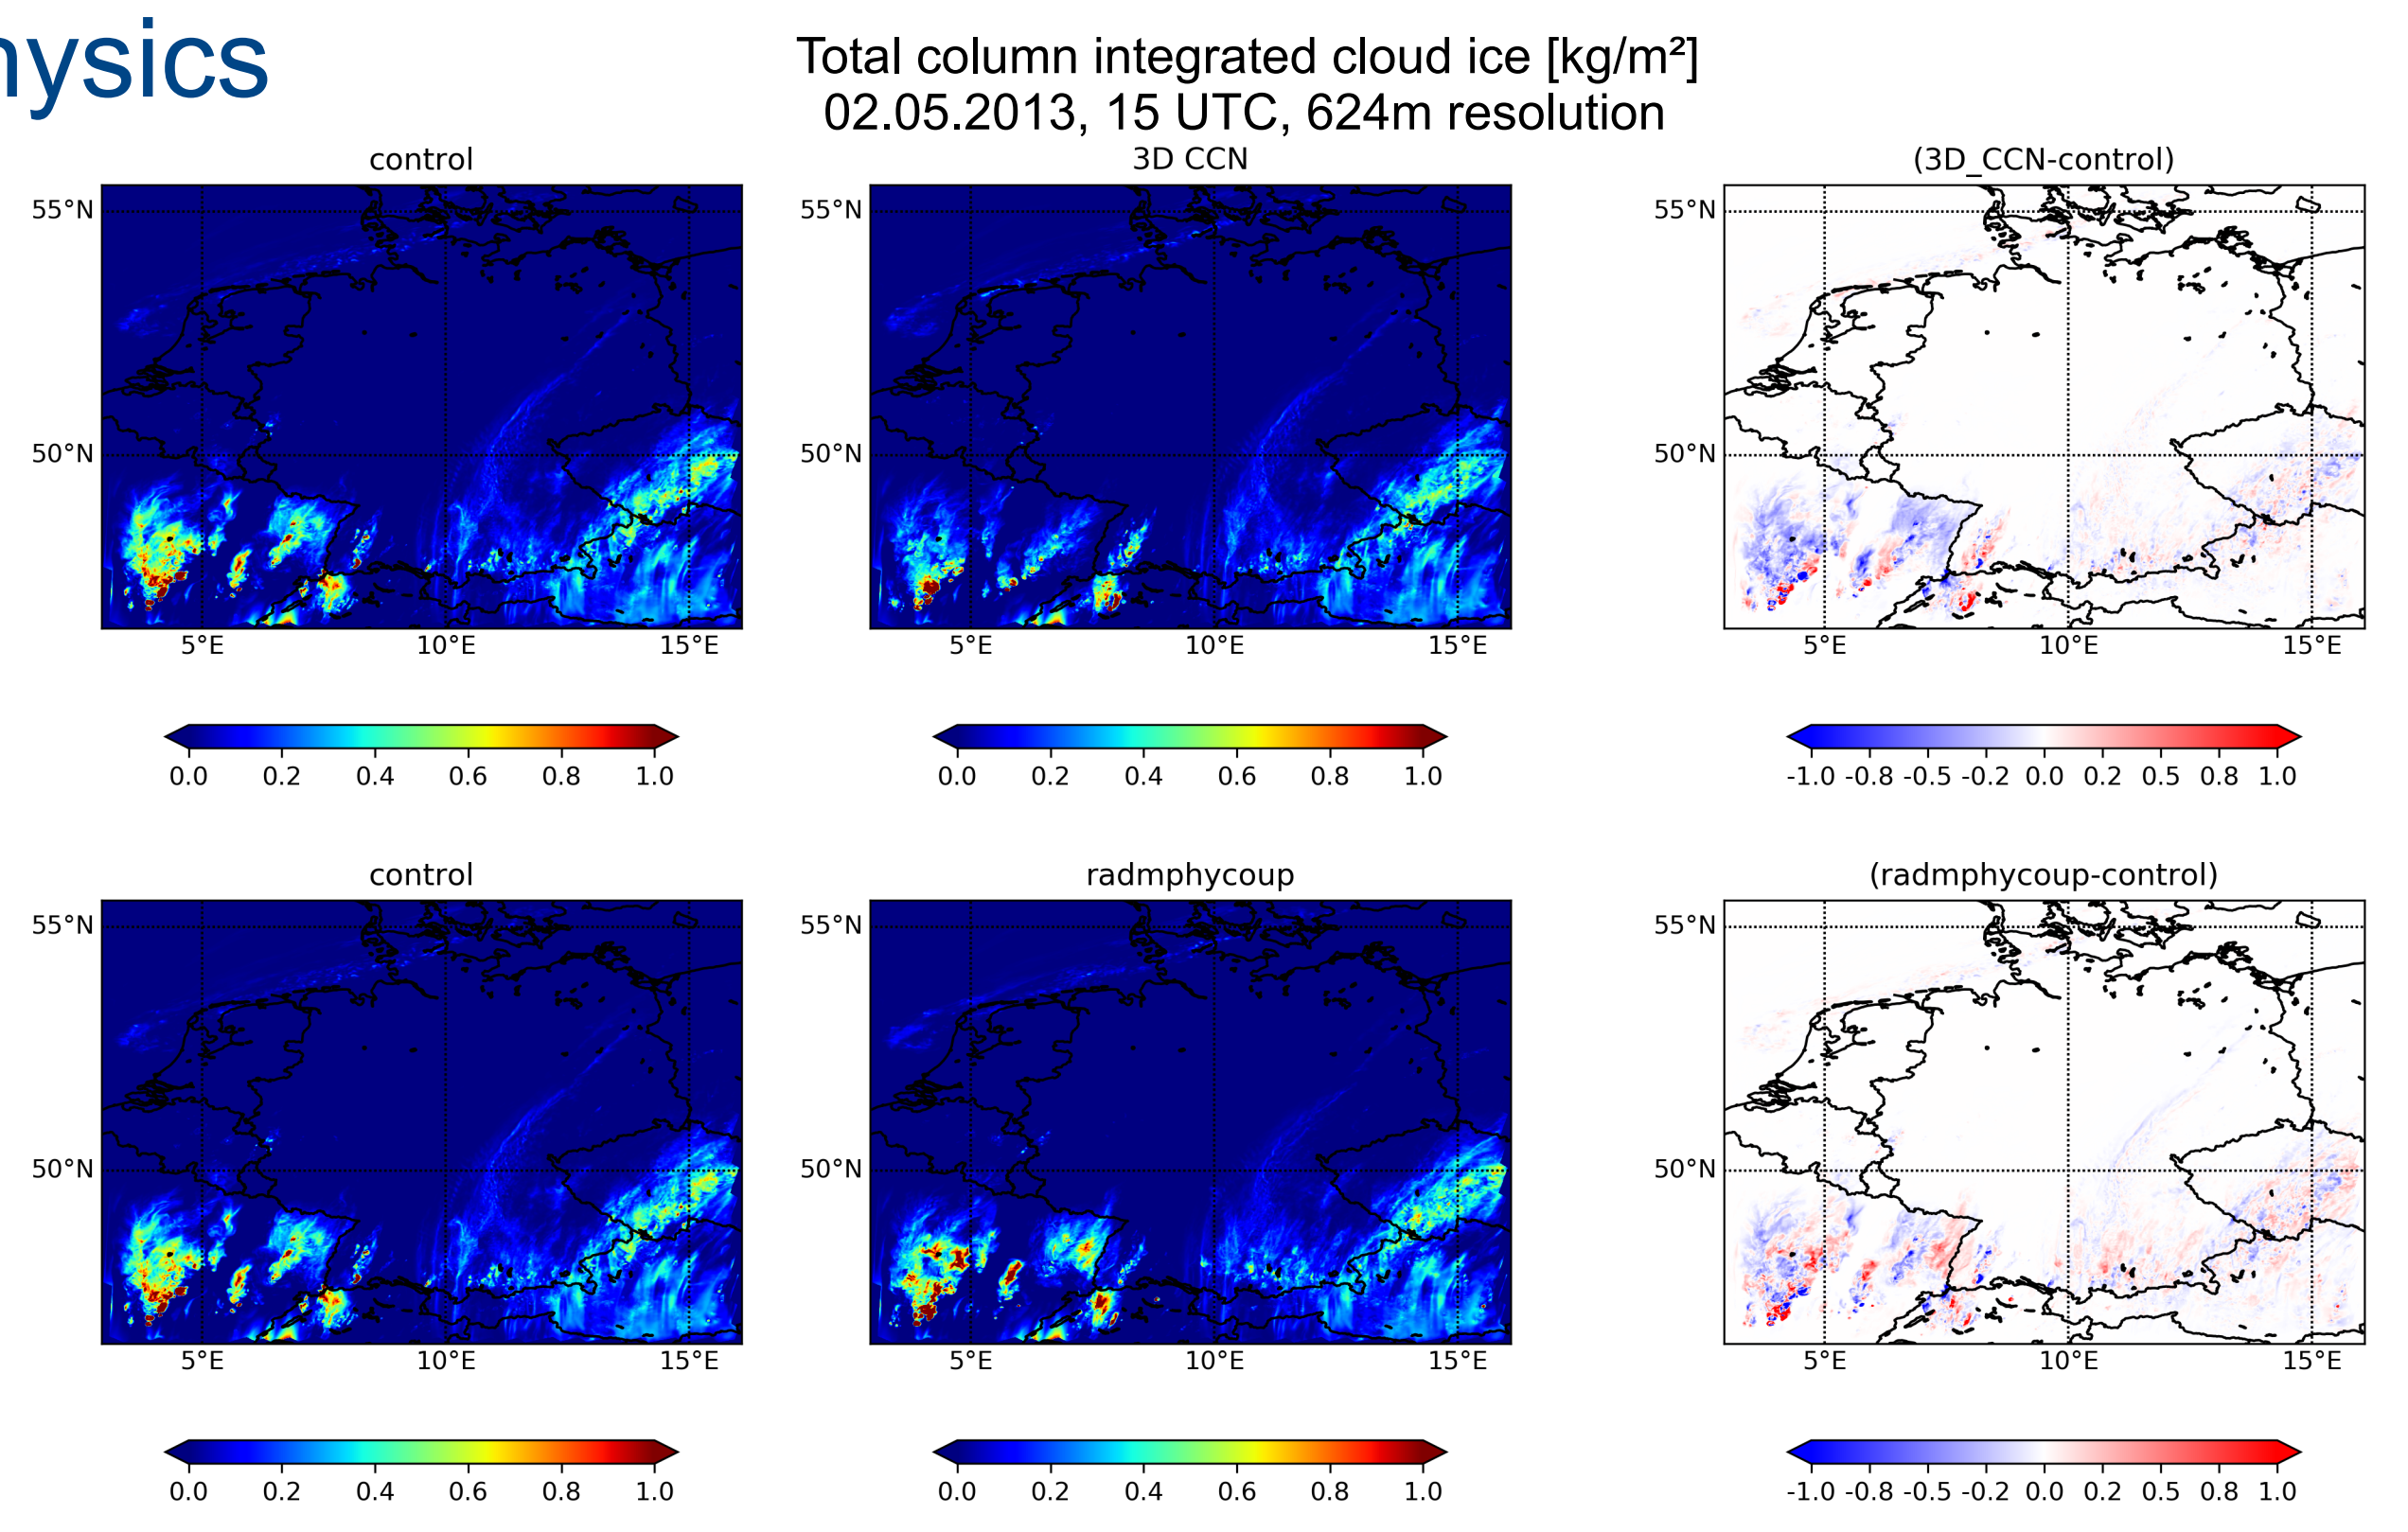 hysics
Total column integrated cloud ice [kg/m²]
02.05.2013, 15 UTC, 624m resolution
control
3D CCN
(3D_CCN-control)
55°N
55°N
55°N
50°N
50°N
50°N
5°E 10°E 15°E
5°E 10°E 15°E
5°E 10°E 15°E
0.0 0.2 0.4 0.6 0.8 1.0
0.0 0.2 0.4 0.6 0.8 1.0
-1.0 -0.8 -0.5 -0.2 0.0 0.2 0.5 0.8 1.0
control
radmphycoup
(radmphycoup-control)
55°N
55°N
55°N
50°N
50°N
50°N
5°E 10°E 15°E
5°E 10°E 15°E
5°E 10°E 15°E
0.0 0.2 0.4 0.6 0.8 1.0
0.0 0.2 0.4 0.6 0.8 1.0
-1.0 -0.8 -0.5 -0.2 0.0 0.2 0.5 0.8 1.0